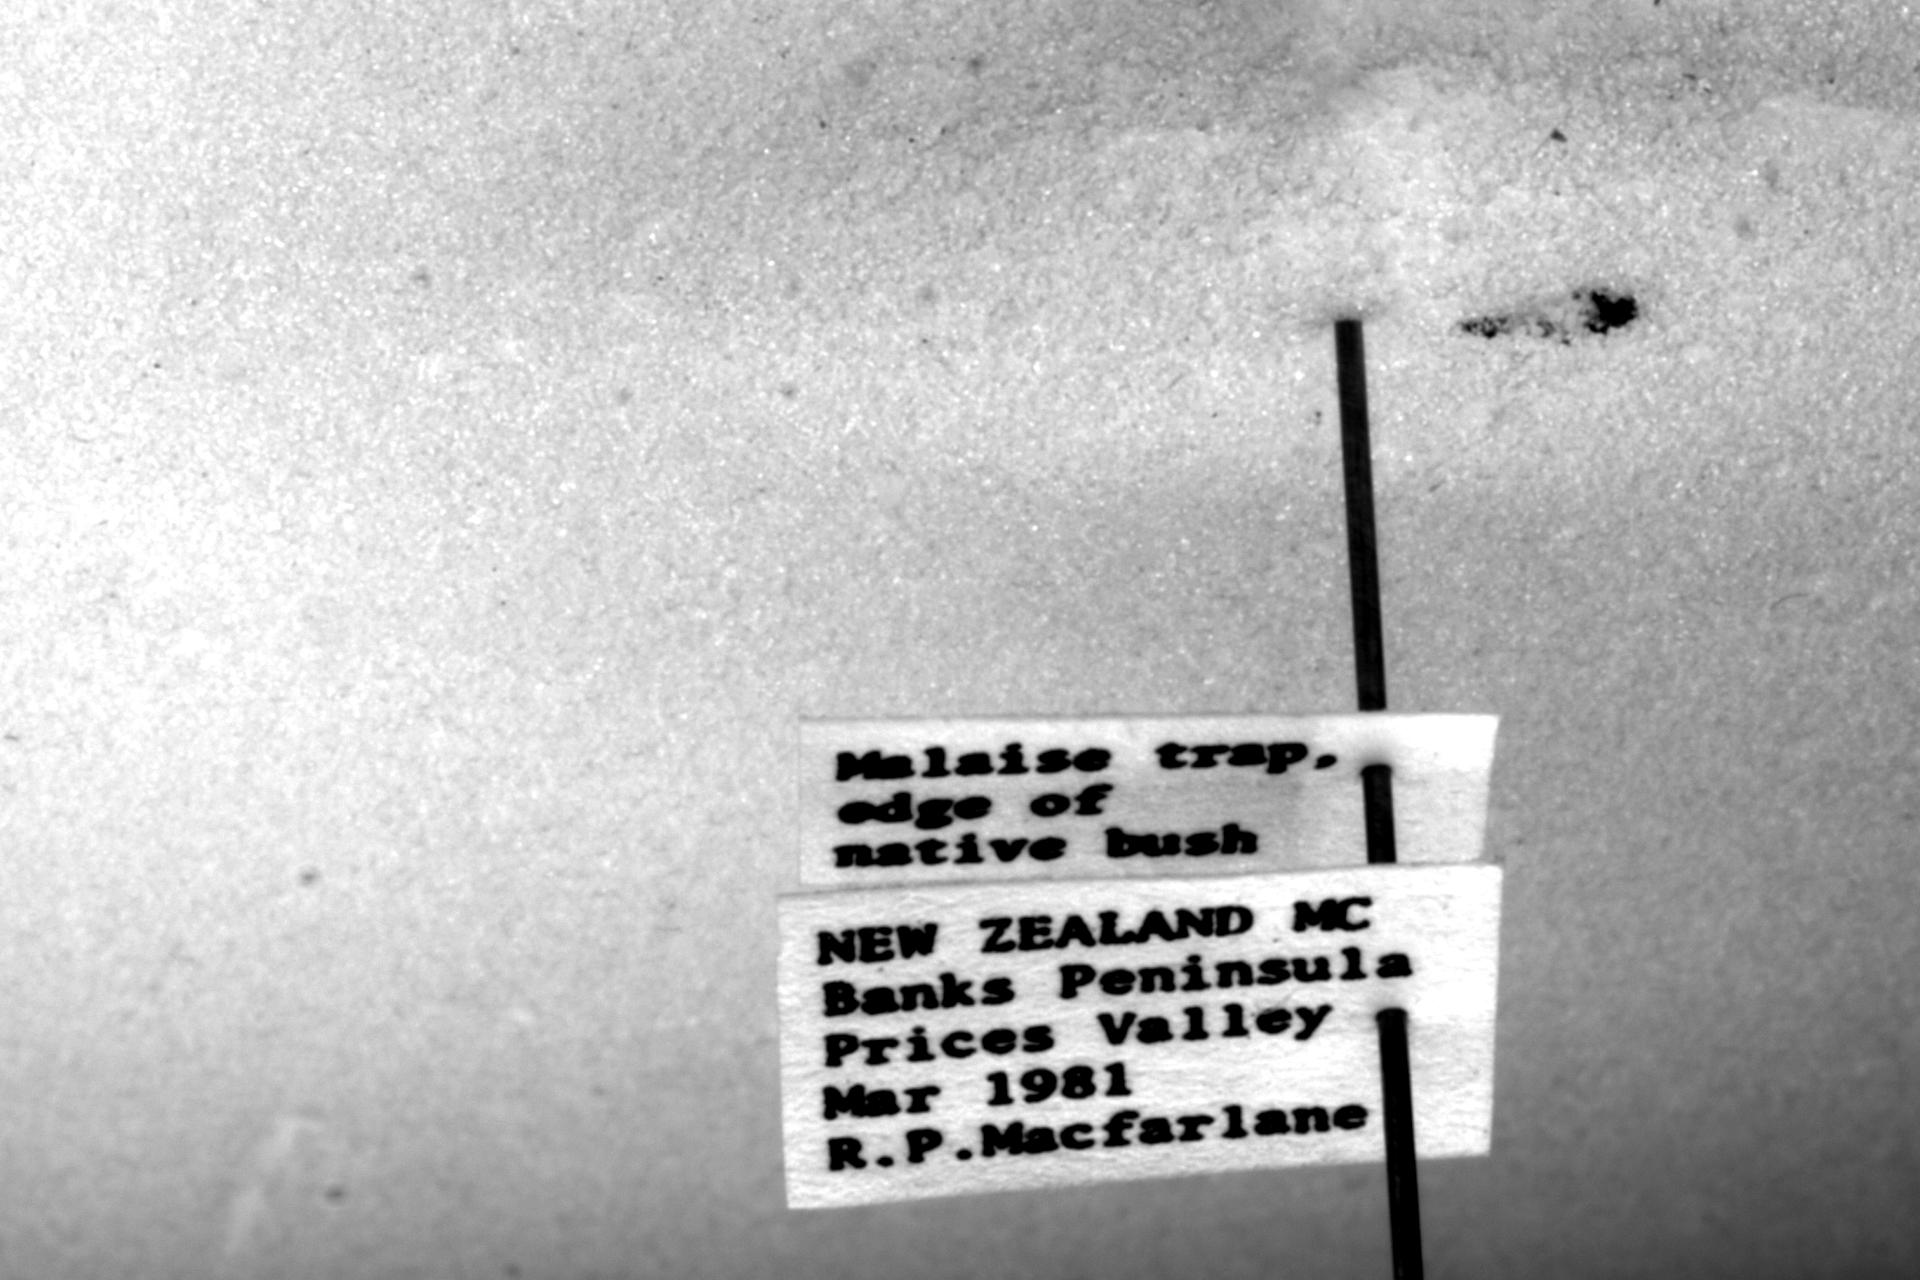 Malaise trap,
edge of
native bush
NEW ZEALAND MC
Banks Peninsula
Prices Valley
Mar 1981
R.P.Macfarlane